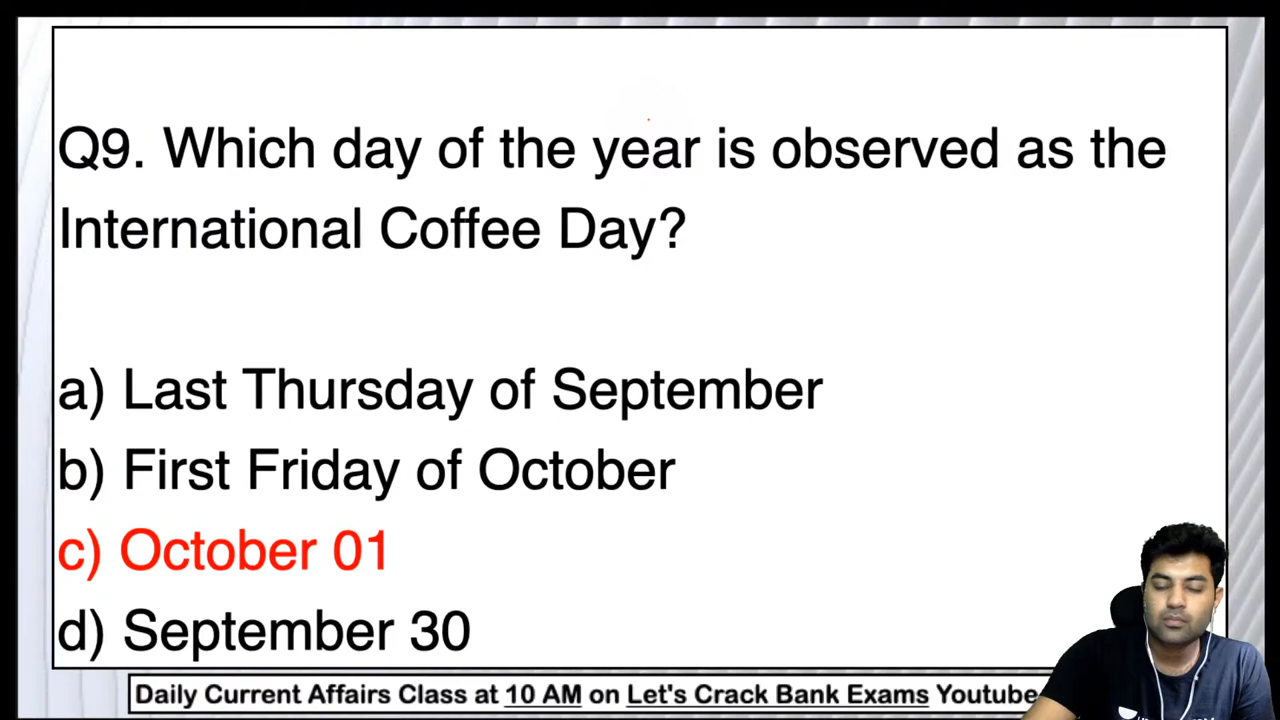 Q9. Which day of the year is observed as the
International Coffee Day?
a) Last Thursday of September
b) First Friday of October
c) October 01
d) September 30
Daily Current Affairs Class at 10 AM on Let's Crack Bank Exams Youtube